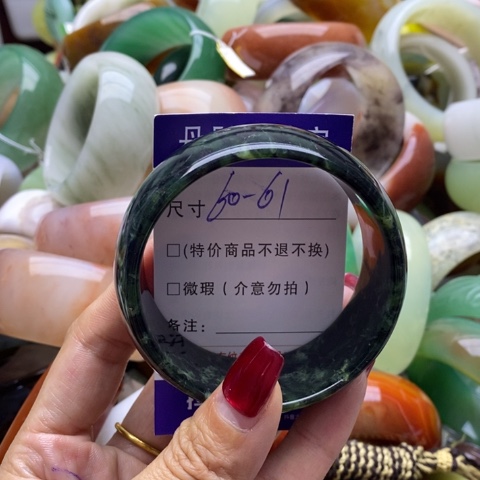 尺寸 60-61
□(特价商品不退不换)
□微瑕(介意勿拍)
备注: